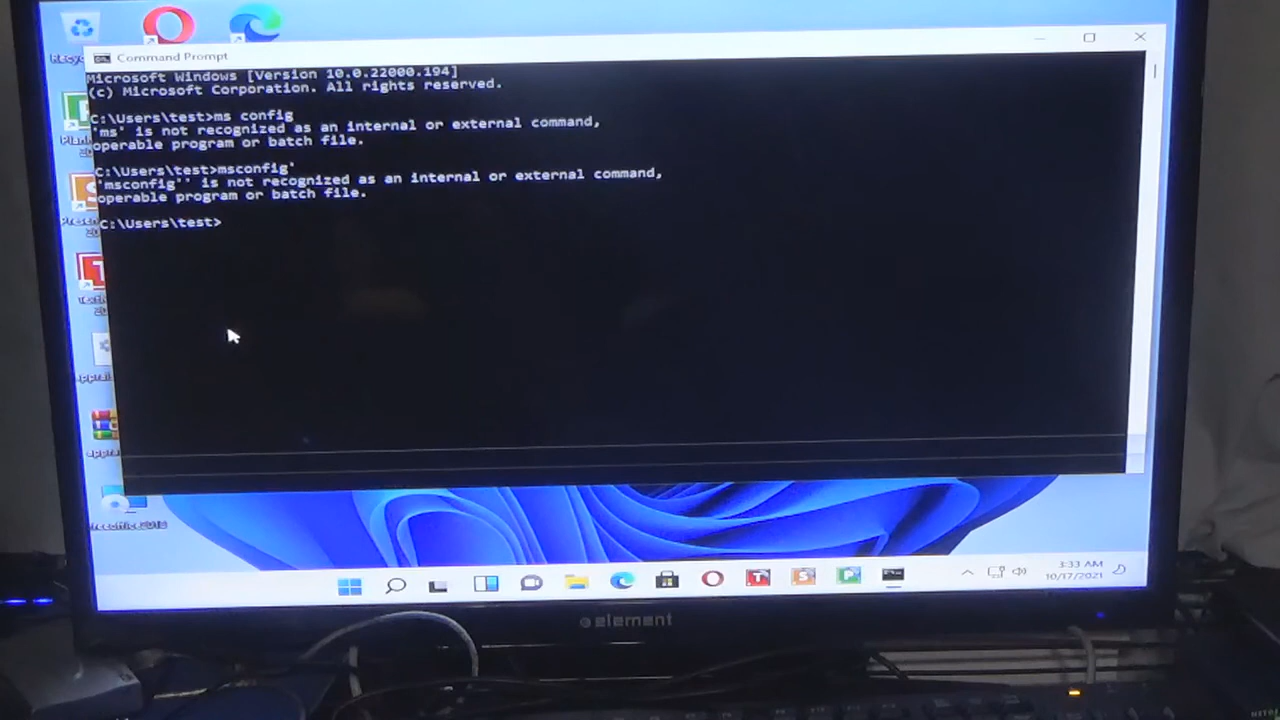 Command Prompt
Microsoft Windows [Version 10.0.22000.194]
(c) Microsoft Corporation. All rights reserved.
C:\Users\test>ms config
'ms' is not recognized as an internal or external command,
operable program or batch file.
C:\Users\test>msconfig'
'msconfig'' is not recognized as an internal or external command,
operable program or batch file.
C:\Users\test>
3:33 AM
10/17/2021
element